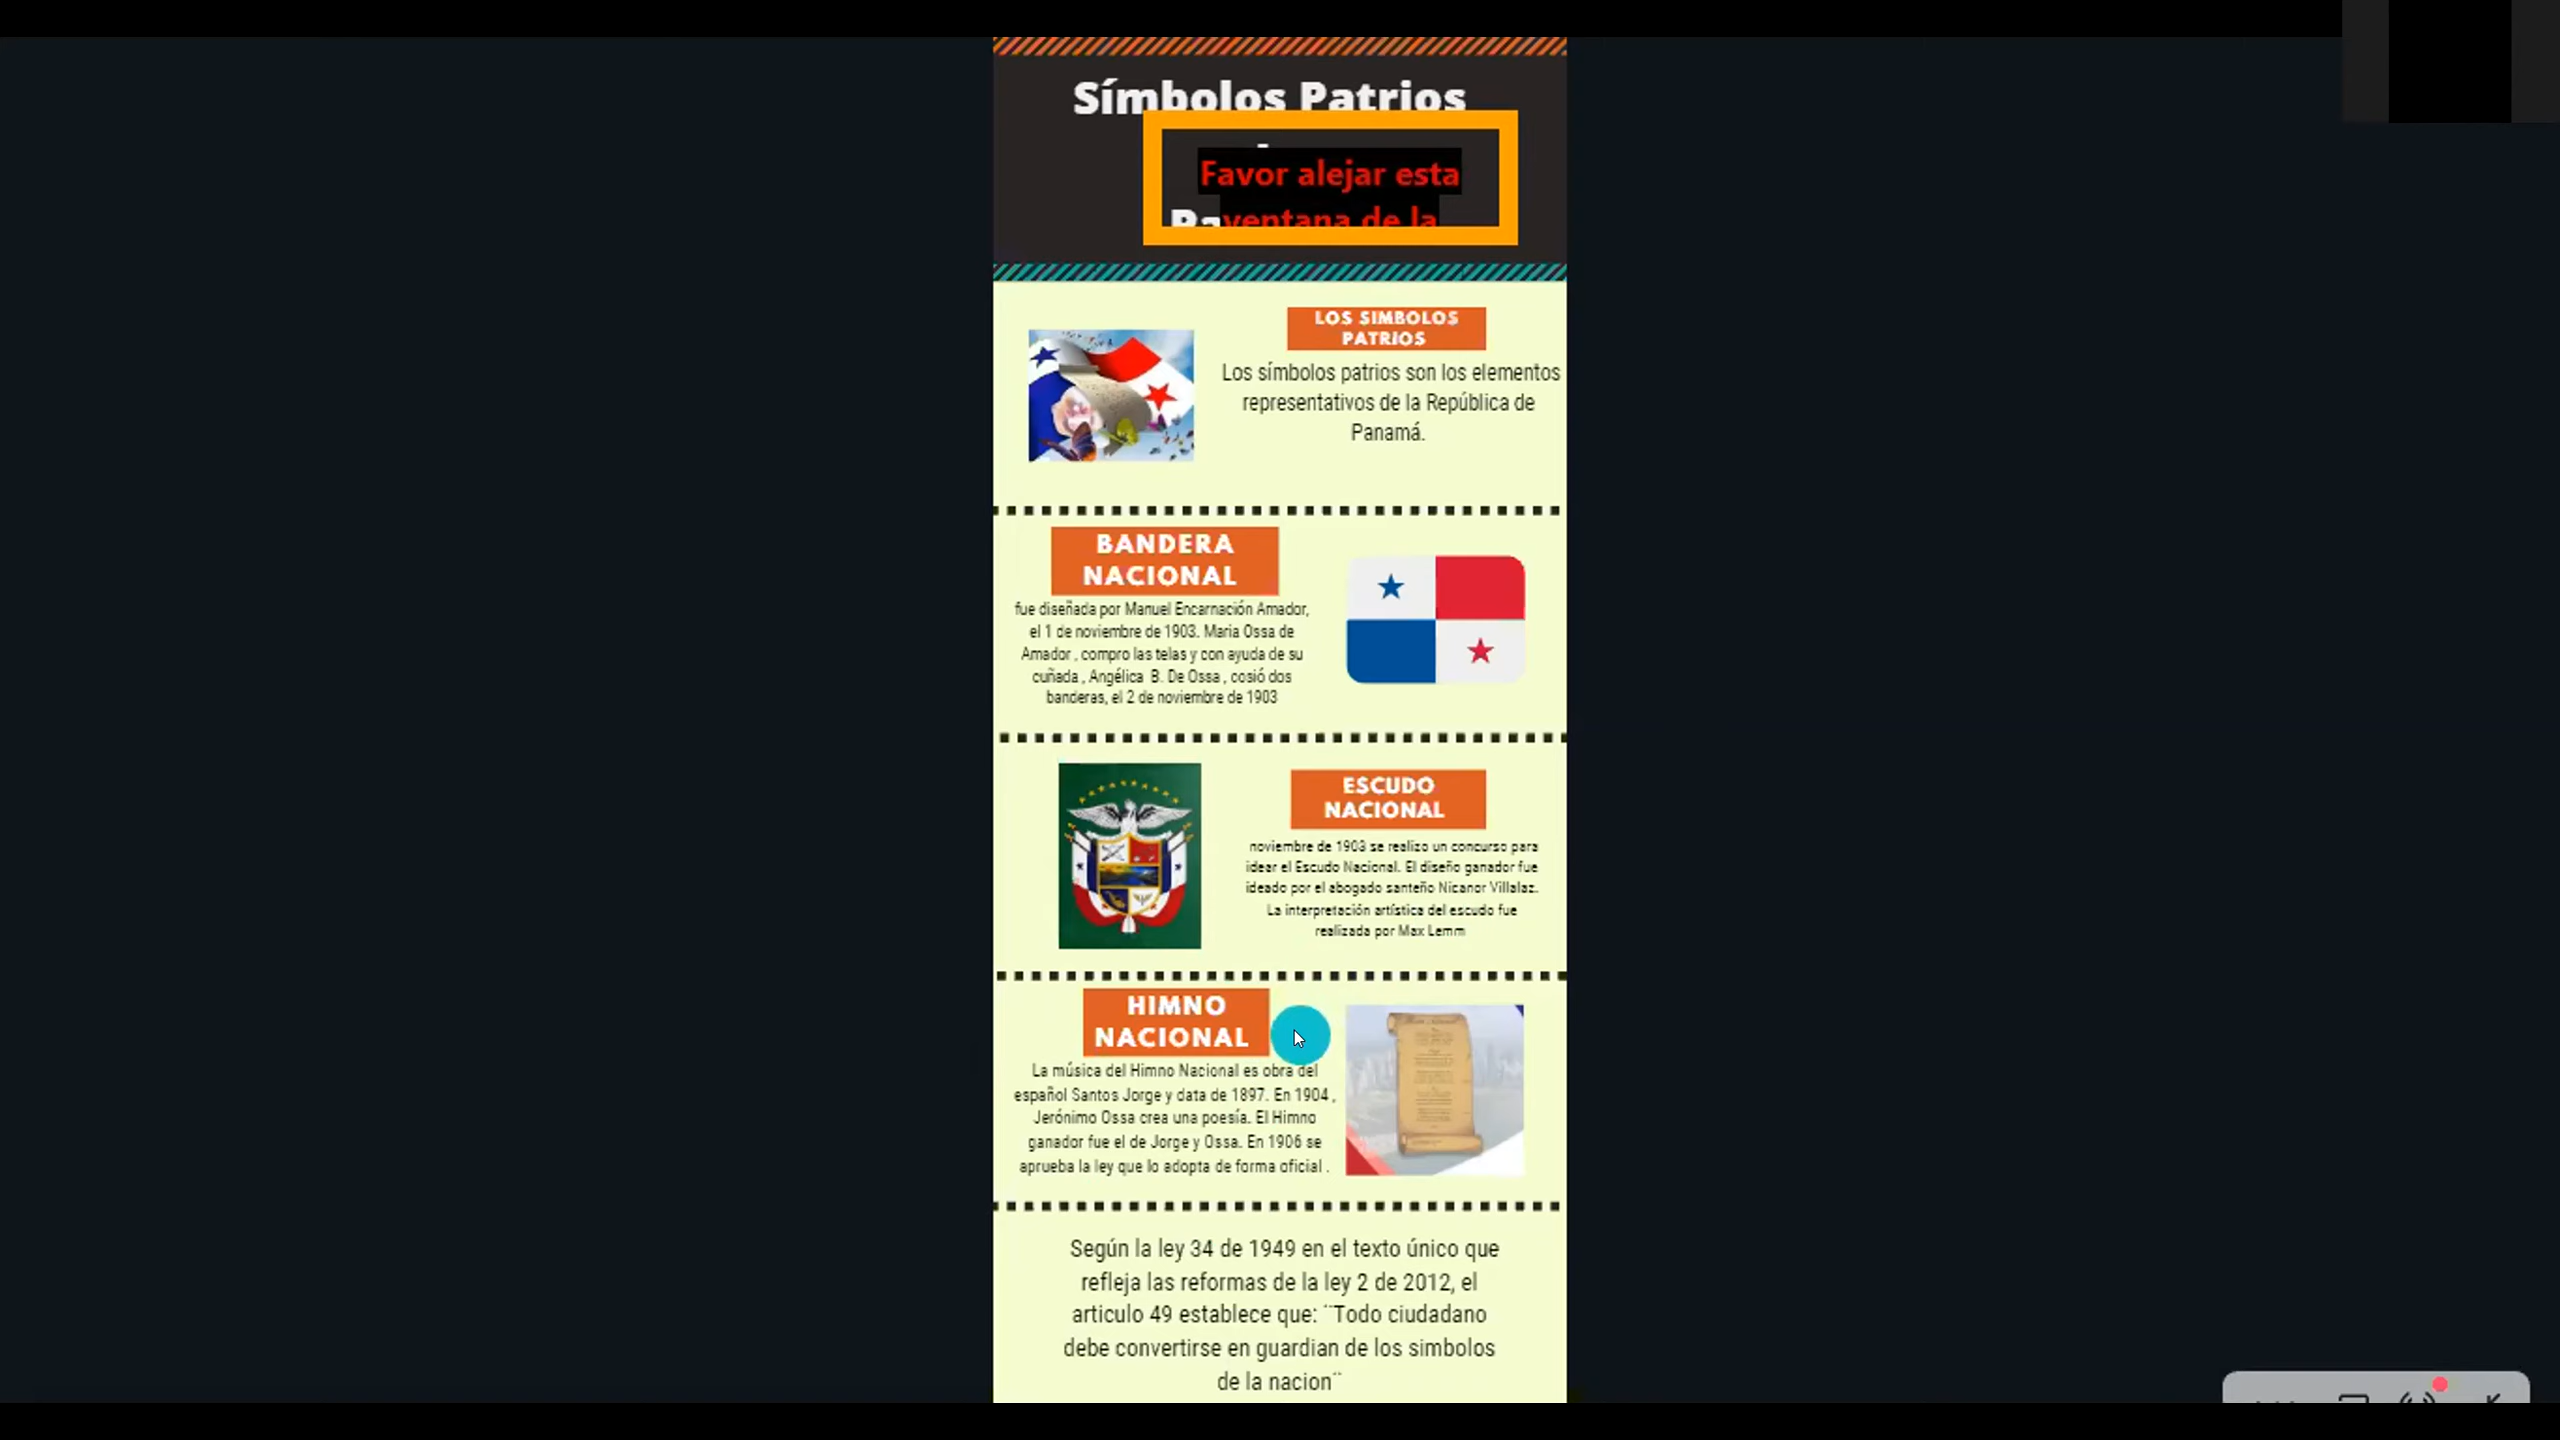 Símbolos Patrios
Favor alejar esta
ventana de la
LOS SIMBOLOS
PATRIOS
Los símbolos patrios son los elementos
representativos de la República de
Panamá.
BANDERA
NACIONAL
fue diseñada por Manuel Encarnación Amador,
el 1 de noviembre de 1903. Maria Ossa de
Amador , compro las telas y con ayuda de su
cuñada , Angélica B. De Ossa , cosió dos
banderas, el 2 de noviembre de 1903
ESCUDO
NACIONAL
noviembre de 1903 se realizo un concurso para
idear el Escudo Nacional. El diseño ganador fue
ideado por el abogado santeño Nicanor Villalaz.
La interpretación artística del escudo fue
realizada por Max Lemm
HIMNO
NACIONAL
La música del Himno Nacional es obra del
español Santos Jorge y data de 1897. En 1904 ,
Jerónimo Ossa crea una poesía. El Himno
ganador fue el de Jorge y Ossa. En 1906 se
aprueba la ley que lo adopta de forma oficial .
Según la ley 34 de 1949 en el texto único que
refleja las reformas de la ley 2 de 2012, el
articulo 49 establece que: ¨Todo ciudadano
debe convertirse en guardian de los simbolos
de la nacion¨